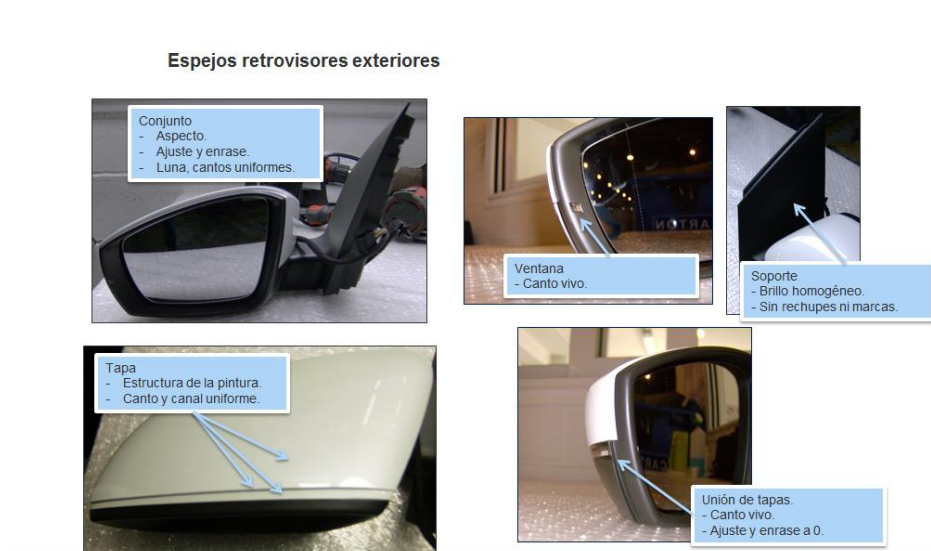 Espejos retrovisores exteriores
Conjunto
- Aspecto.
- Ajuste y enrase.
- Luna, cantos uniformes.
Ventana
- Canto vivo.
Soporte
- Brillo homogéneo.
- Sin rechupes ni marcas.
Tapa
- Estructura de la pintura.
- Canto y canal uniforme.
Unión de tapas.
- Canto vivo.
- Ajuste y enrase a 0.